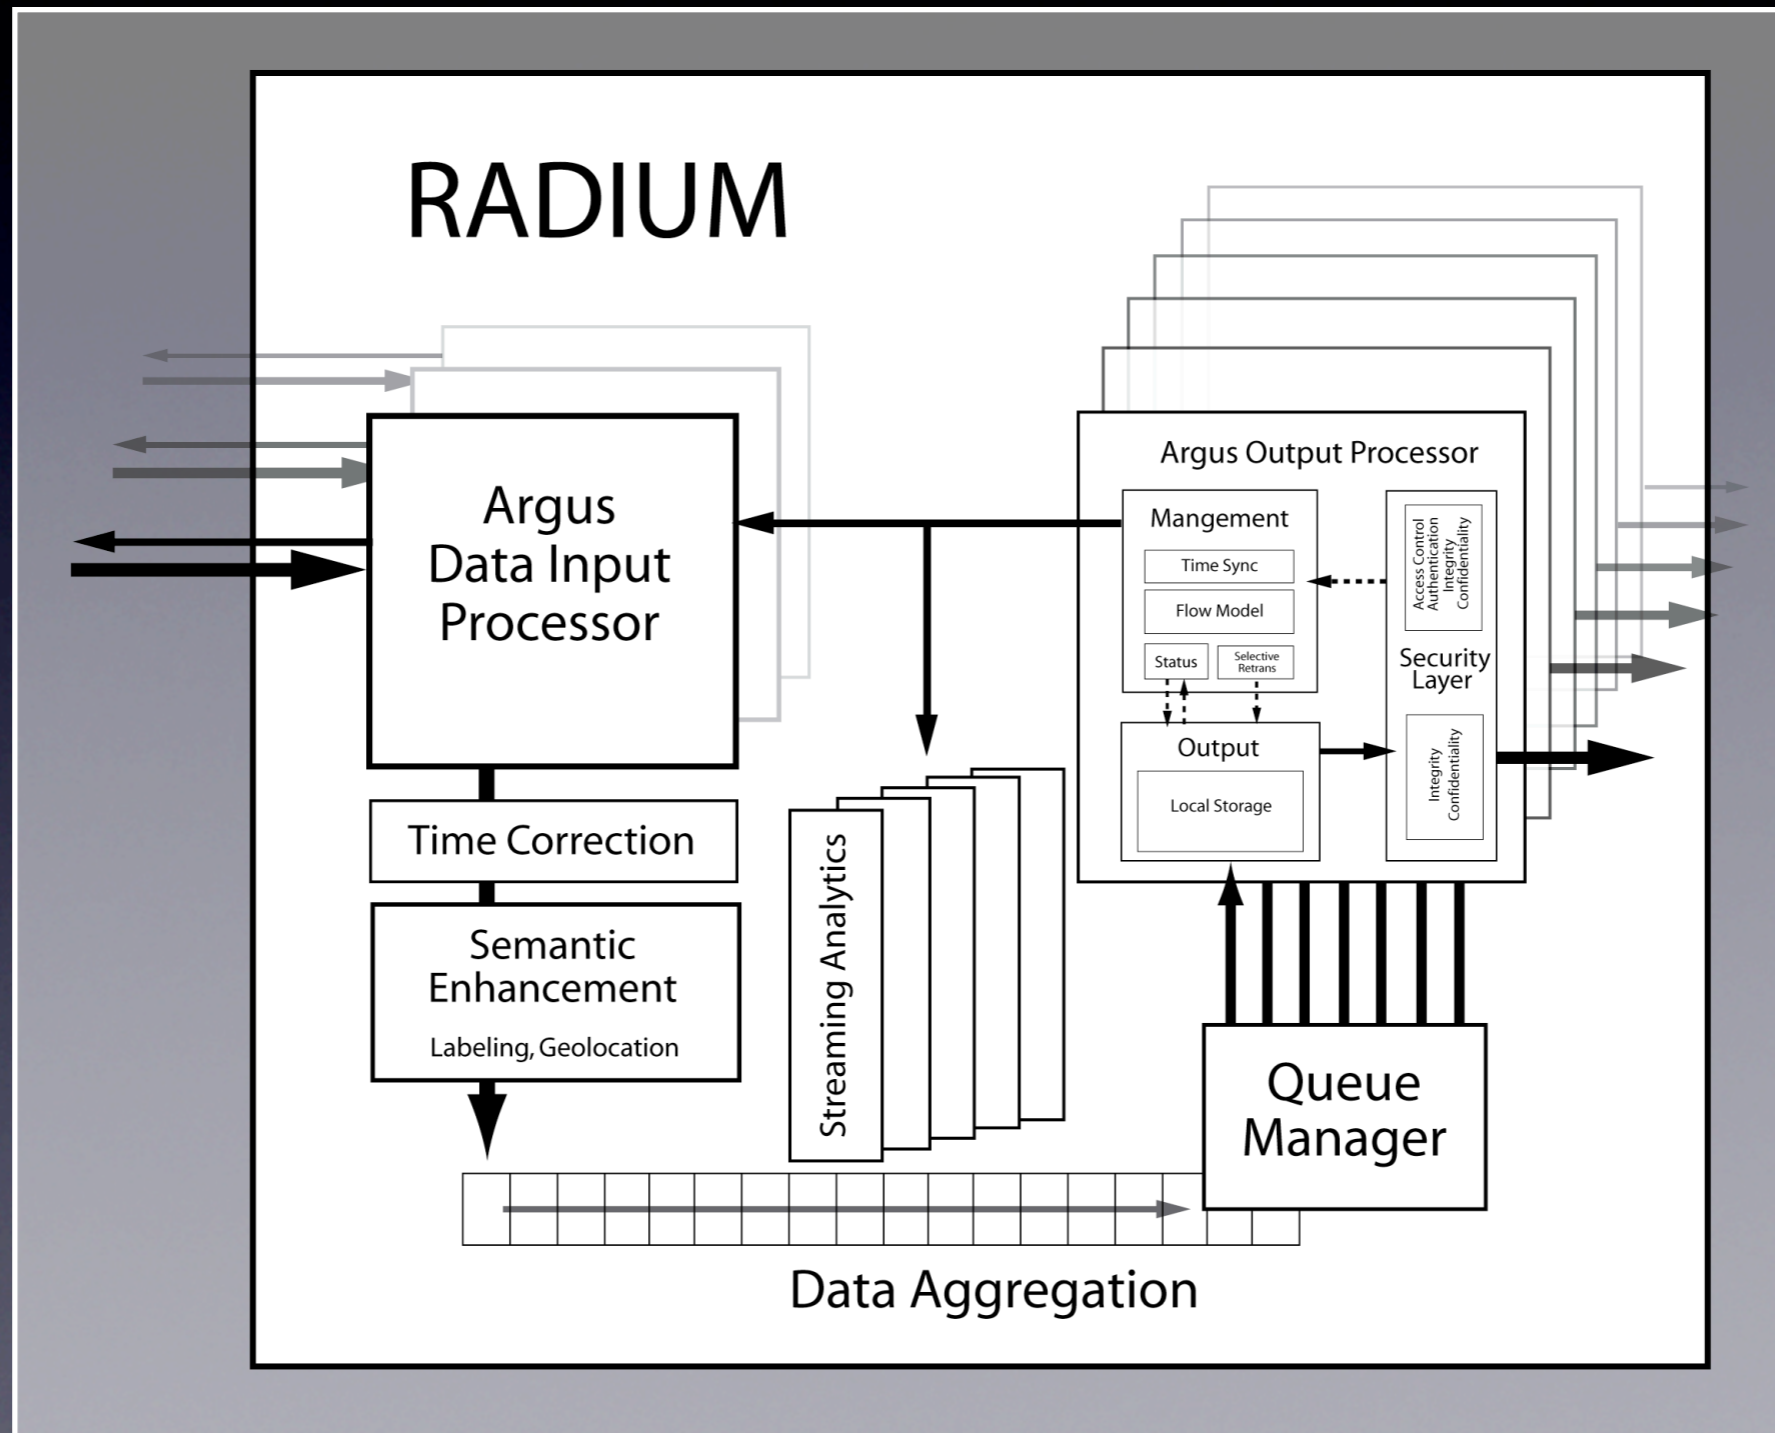 RADIUM
Argus
Data Input
Processor
Time Correction
Semantic
Enhancement
Labeling, Geolocation
Streaming Analytics
Argus Output Processor
Mangement
Time Sync
Flow Model
Status
Selective
Retrans
Output
Local Storage
Access Control
Authentication
Integrity
Confidentiality
Security
Layer
Integrity
Confidentiality
Queue
Manager
Data Aggregation